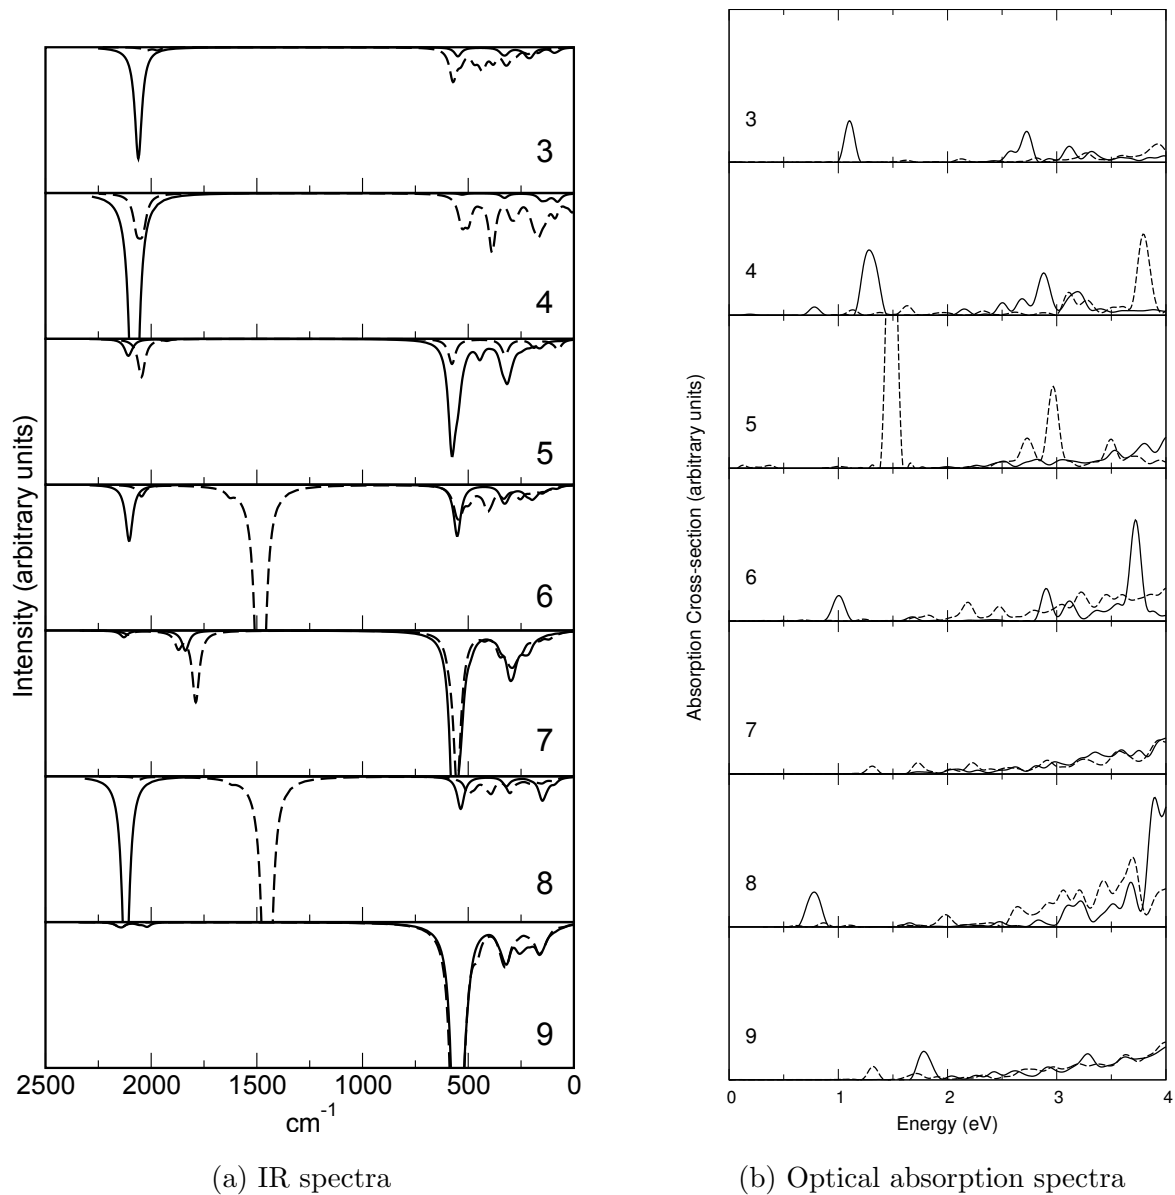 Intensity (arbitrary units)
3
4
5
6
7
8
9
2500 2000 1500 1000 500 0
cm-1
(a) IR spectra
Absorption Cross-section (arbitrary units)
3
4
5
6
7
8
9
0 1 2 3 4
Energy (eV)
(b) Optical absorption spectra